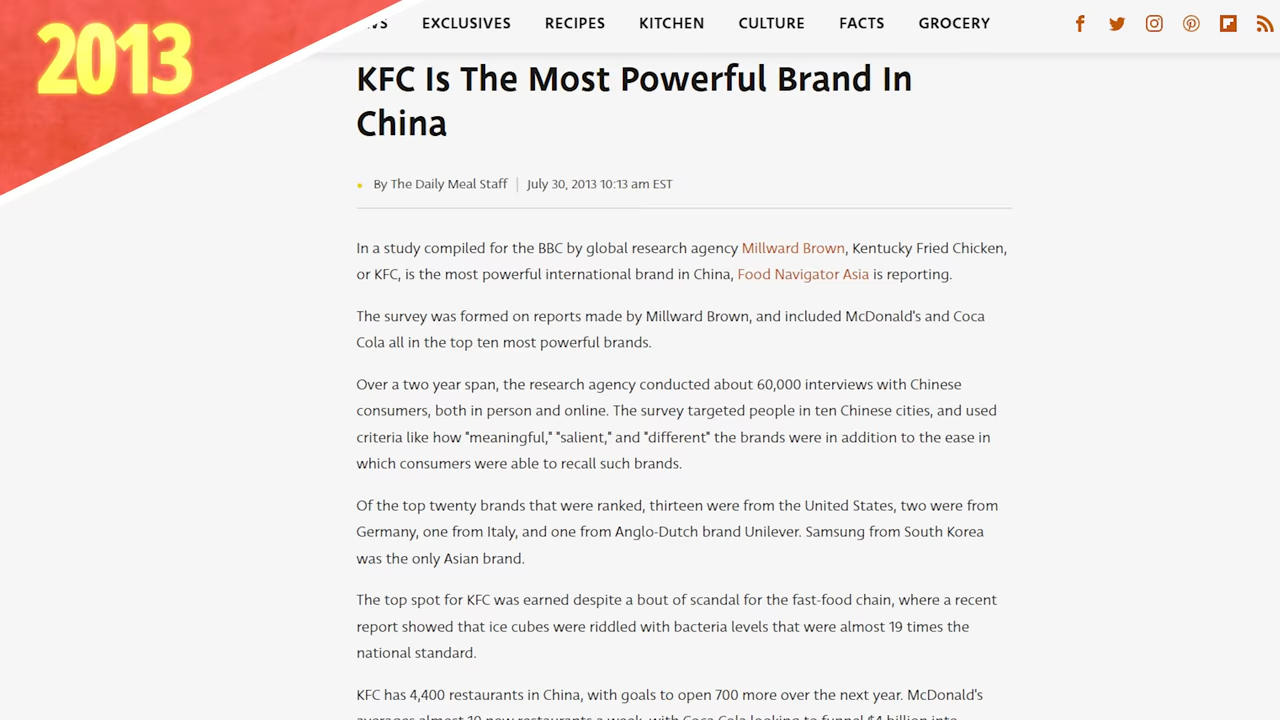 2013
EXCLUSIVES RECIPES KITCHEN CULTURE FACTS GROCERY
KFC Is The Most Powerful Brand In
China
By The Daily Meal Staff | July 30, 2013 10:13 am EST
In a study compiled for the BBC by global research agency Millward Brown, Kentucky Fried Chicken,
or KFC, is the most powerful international brand in China, Food Navigator Asia is reporting.
The survey was formed on reports made by Millward Brown, and included McDonald's and Coca
Cola all in the top ten most powerful brands.
Over a two year span, the research agency conducted about 60,000 interviews with Chinese
consumers, both in person and online. The survey targeted people in ten Chinese cities, and used
criteria like how "meaningful," "salient," and "different" the brands were in addition to the ease in
which consumers were able to recall such brands.
Of the top twenty brands that were ranked, thirteen were from the United States, two were from
Germany, one from Italy, and one from Anglo-Dutch brand Unilever. Samsung from South Korea
was the only Asian brand.
The top spot for KFC was earned despite a bout of scandal for the fast-food chain, where a recent
report showed that ice cubes were riddled with bacteria levels that were almost 19 times the
national standard.
KFC has 4,400 restaurants in China, with goals to open 700 more over the next year. McDonald's